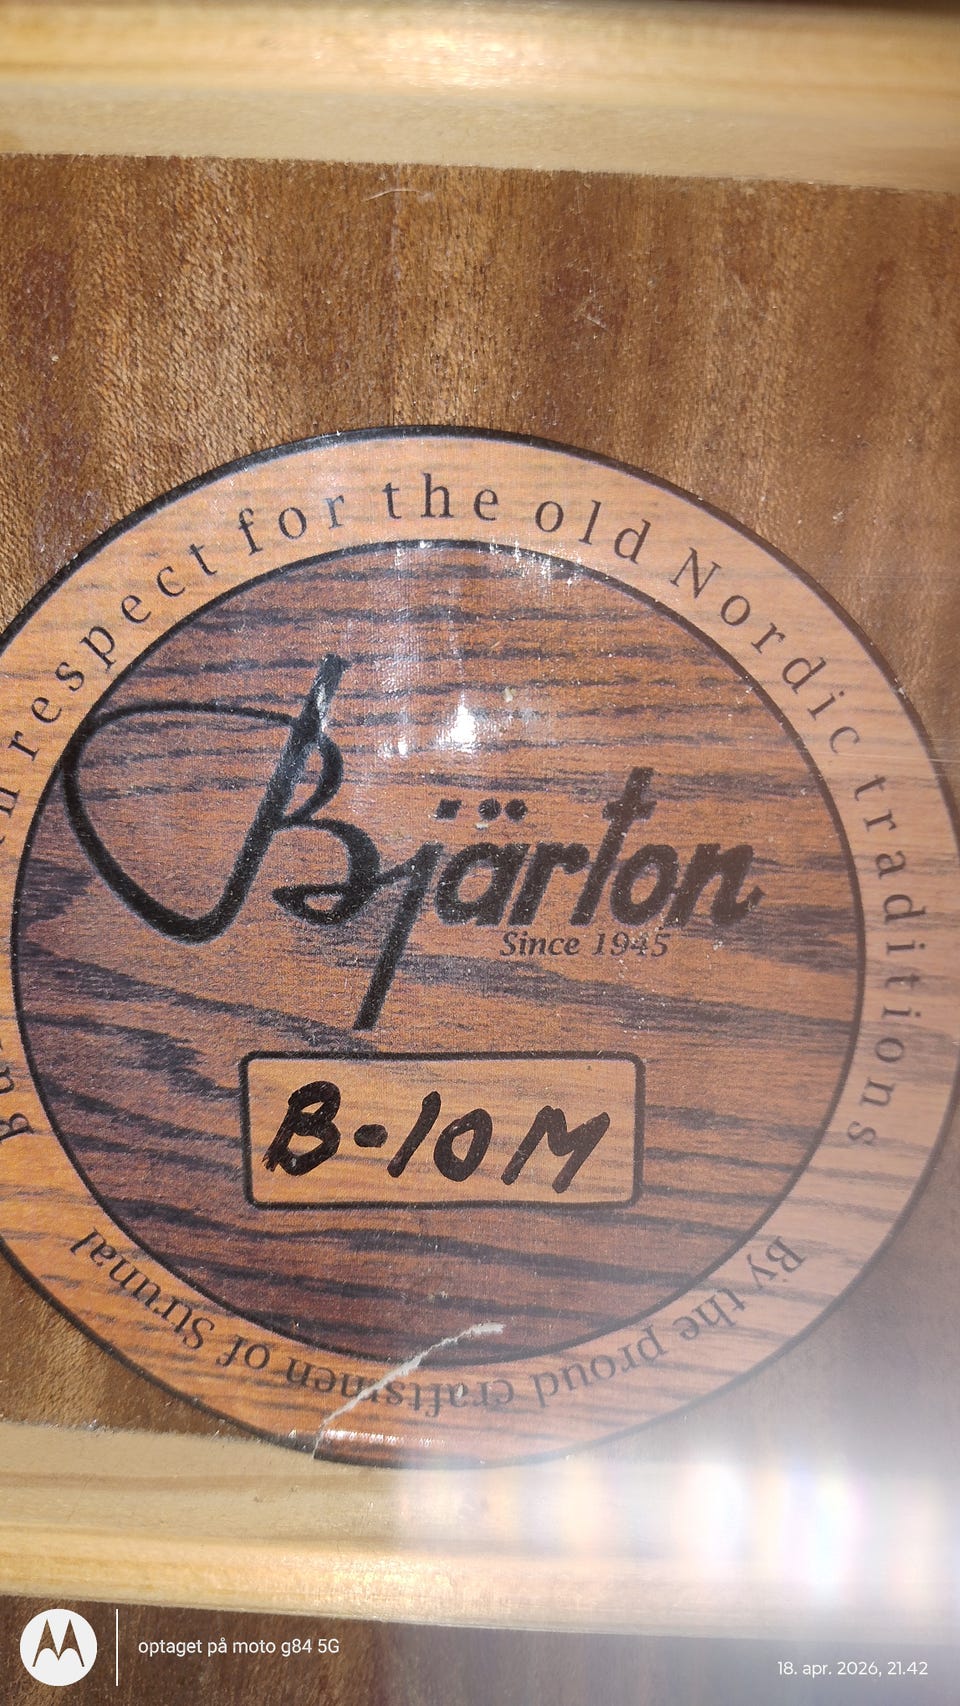 respect for the old Nordic traditions
Bjärton
Since 1945
B-10M
By the proud craftsmen of Strunal
optaget på moto g84 5G
18. apr. 2026, 21.42